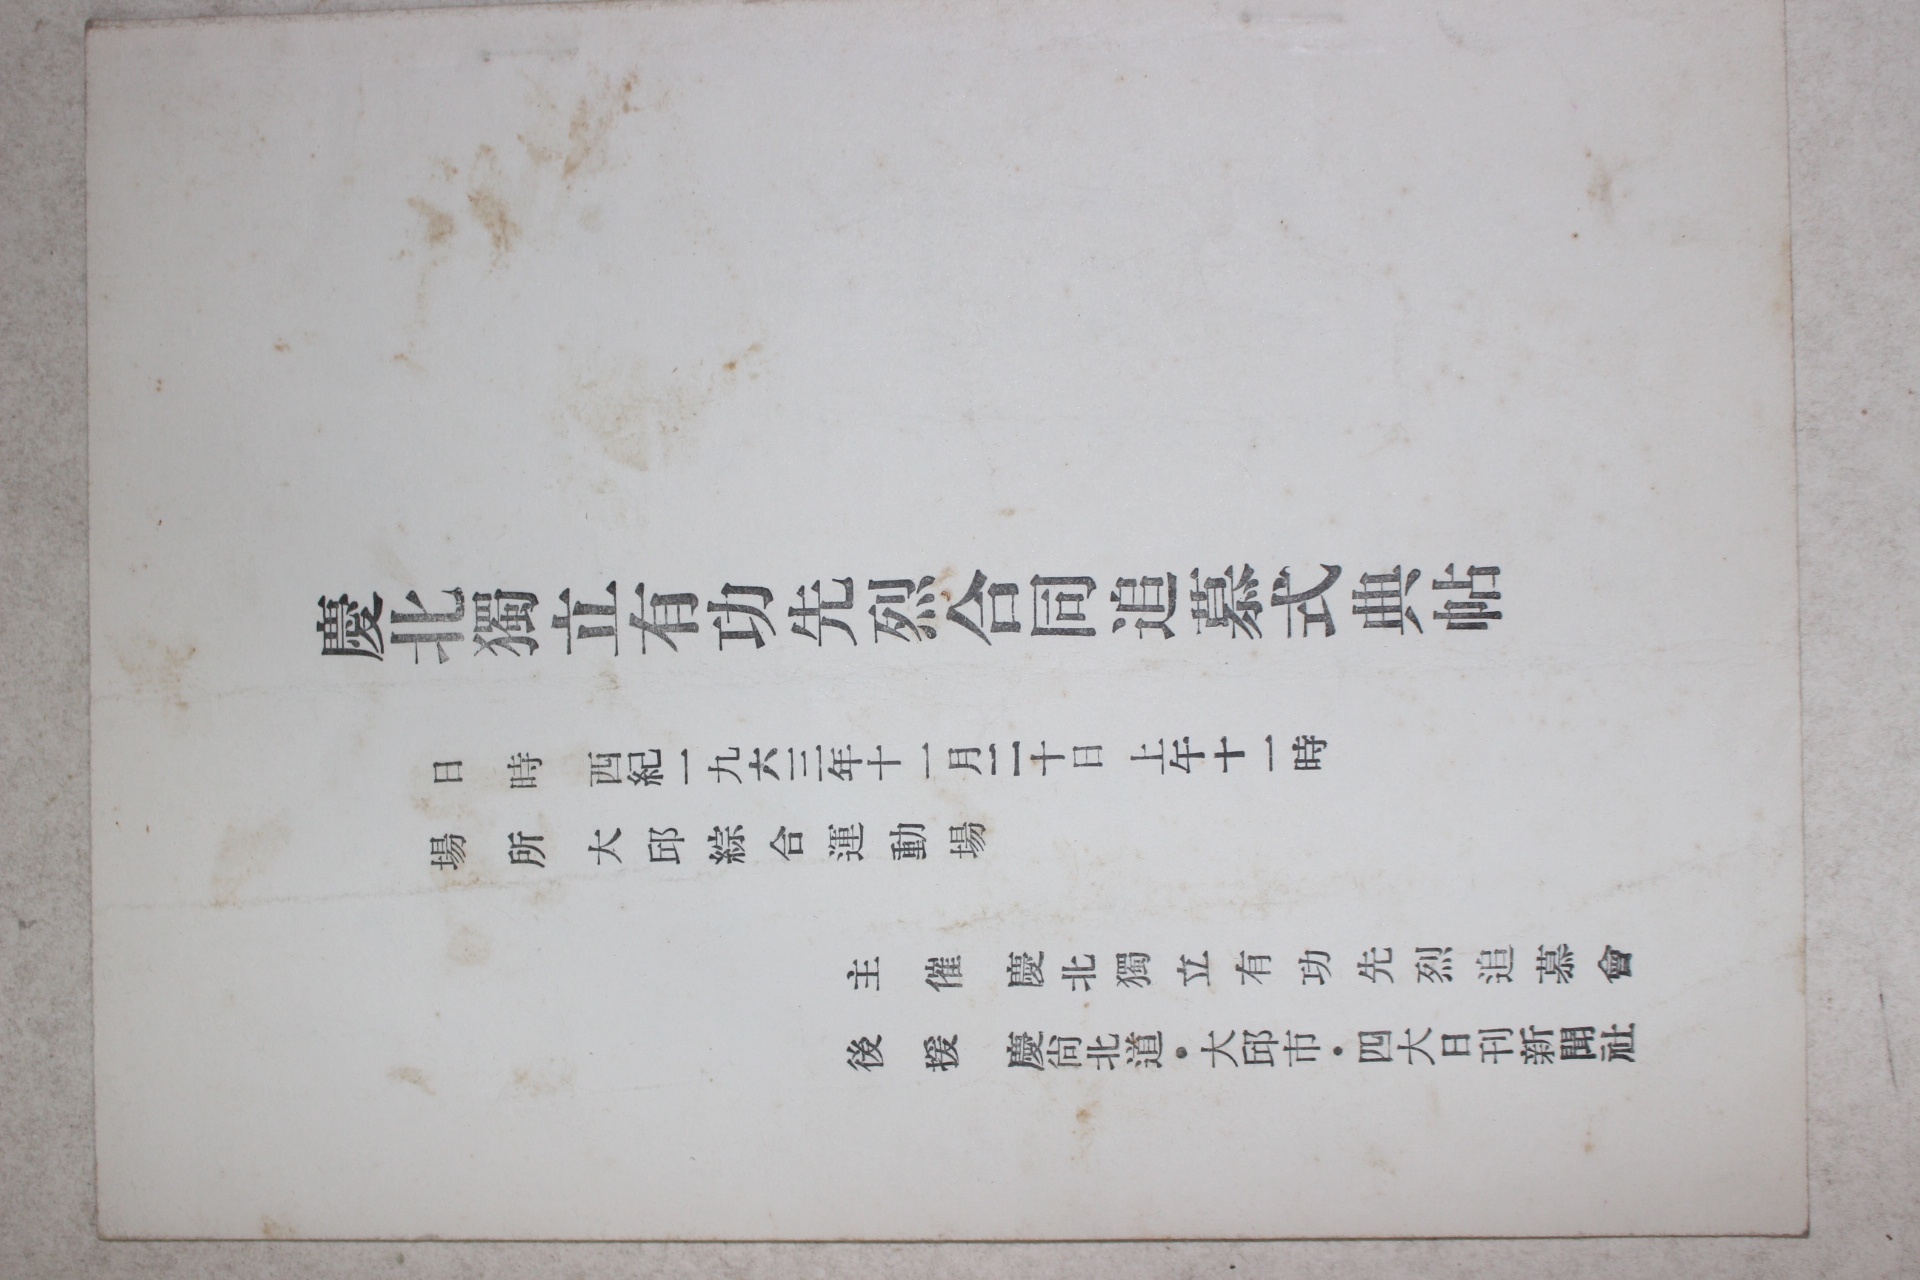 慶北獨立有功先烈合同追慕式典帖
日時 西紀一九六三年十一月二十日 上午十一時
場所 大邱綜合運動場
主催 慶北獨立有功先烈追慕會
後援 慶尙北道・大邱市・四大日刊新聞社